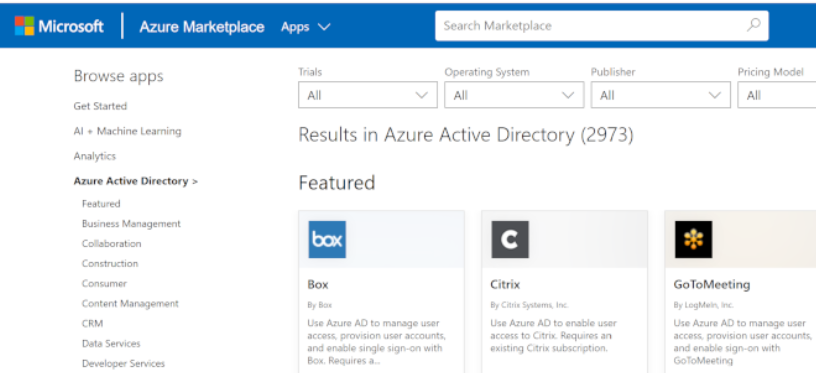 Microsoft Azure Marketplace Apps
Search Marketplace
Browse apps
Get Started
AI + Machine Learning
Analytics
Azure Active Directory >
Featured
Business Management
Collaboration
Construction
Consumer
Content Management
CRM
Data Services
Developer Services
Trials Operating System Publisher Pricing Model
All All All All
Results in Azure Active Directory (2973)
Featured
box
Box
By Box
Use Azure AD to manage user
access, provision user accounts,
and enable single sign-on with
Box. Requires a...
C
Citrix
By Citrix Systems, Inc.
Use Azure AD to enable user
access to Citrix. Requires an
existing Citrix subscription.
GoToMeeting
By LogMeIn, Inc.
Use Azure AD to manage user
access, provision user accounts,
and enable single sign-on with
GoToMeeting